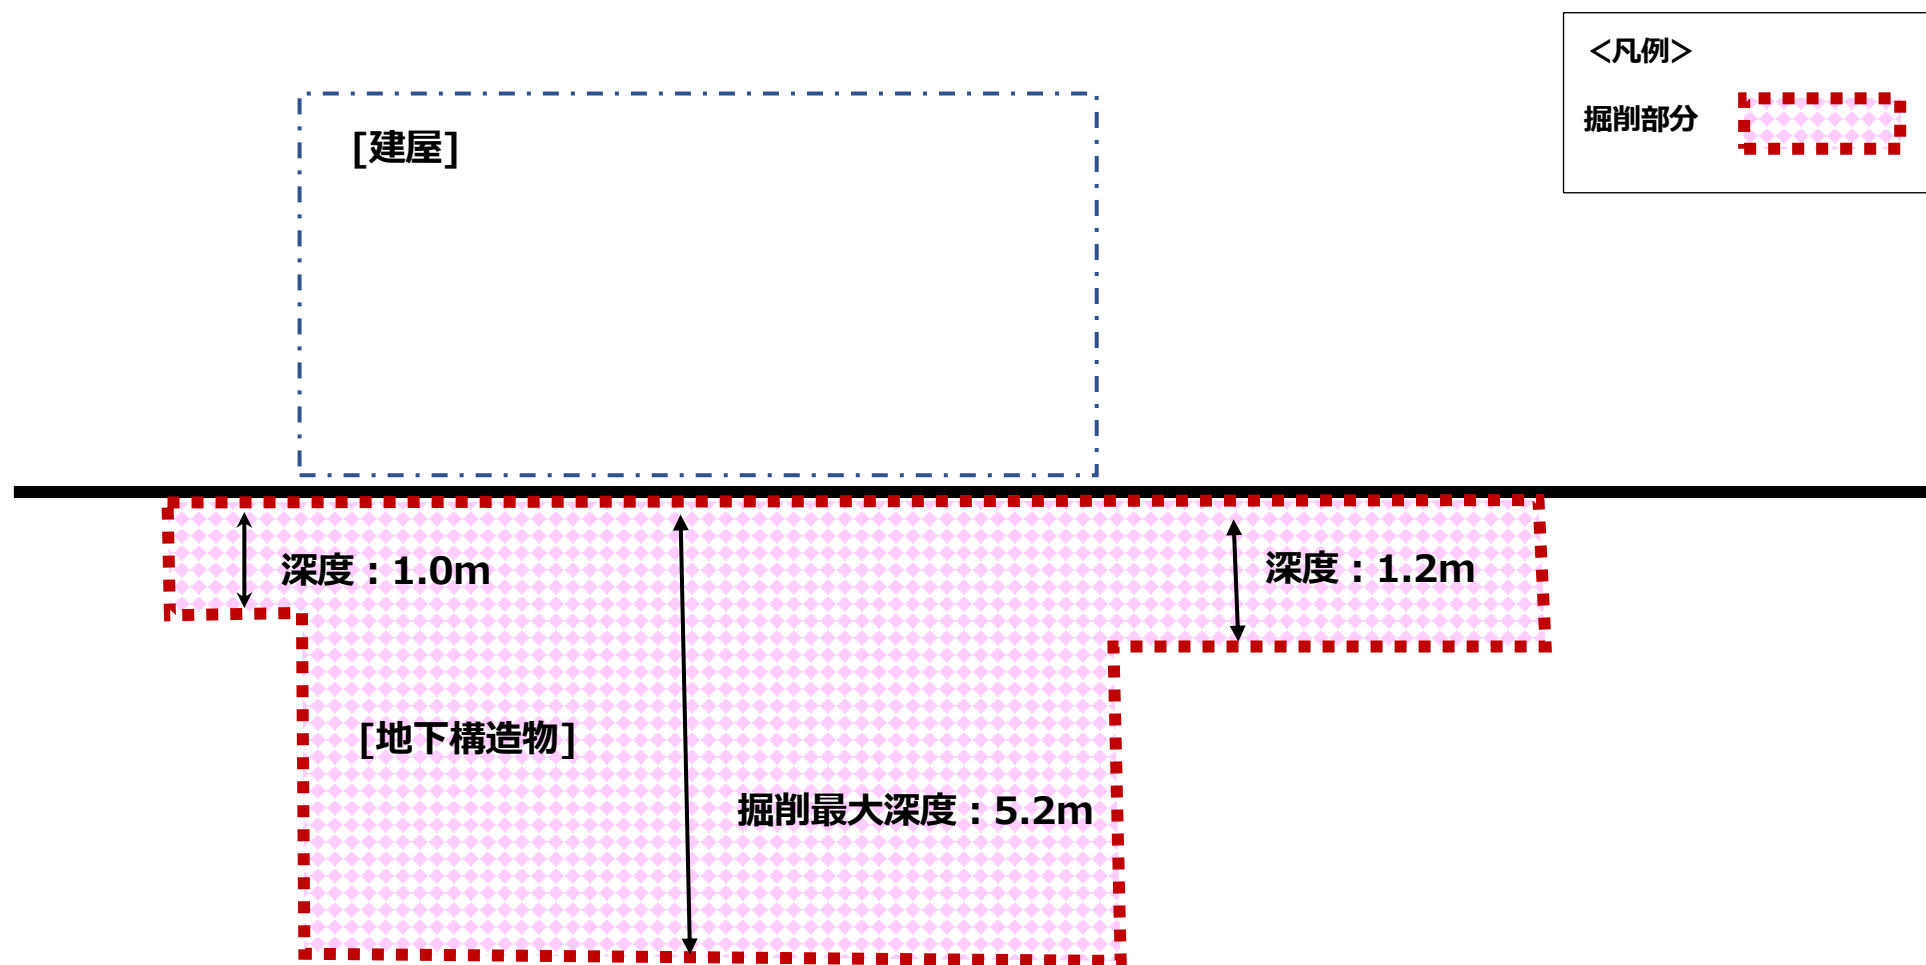 <凡例>
掘削部分
[建屋]
深度：1.0m
深度：1.2m
[地下構造物]
掘削最大深度：5.2m